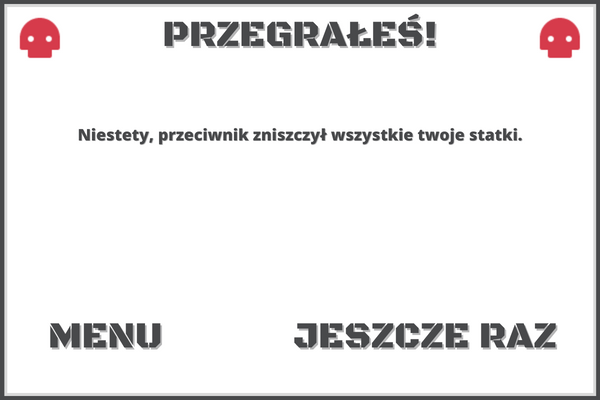 PRZEGRAŁEŚ!
Niestety, przeciwnik zniszczył wszystkie twoje statki.
MENU
JESZCZE RAZ